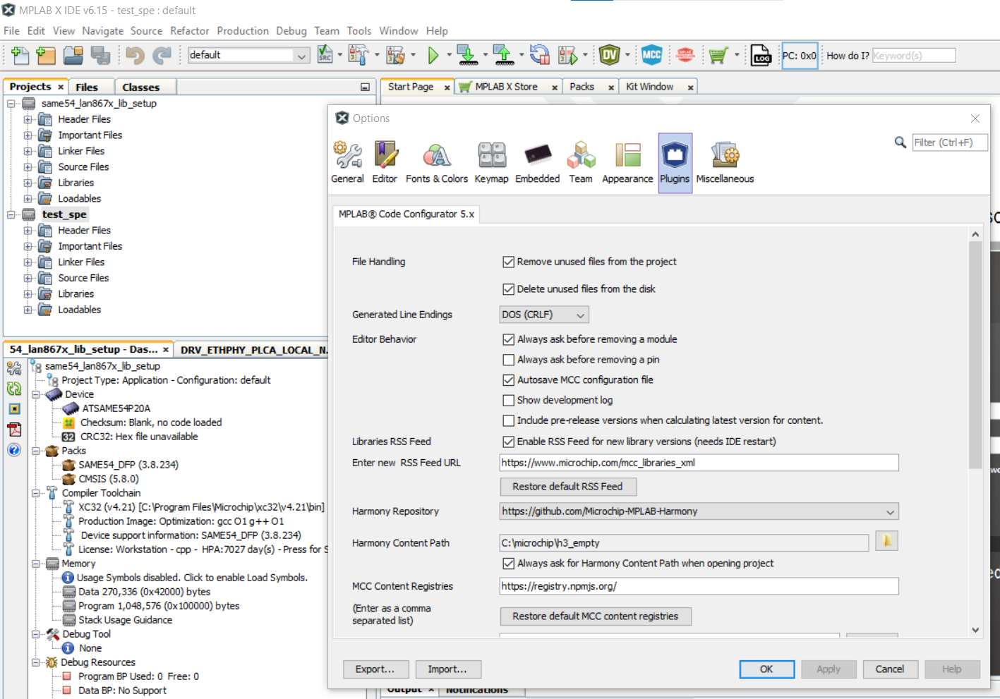 MPLAB X IDE v6.15 - test_spe : default
File Edit View Navigate Source Refactor Production Debug Team Tools Window Help
default
SRC
DV
MCC
LOG
PC: 0x0
How do I?
Keyword(s)
Projects
Files
Classes
Start Page
MPLAB X Store
Packs
Kit Window
same54_lan867x_lib_setup
Header Files
Important Files
Linker Files
Source Files
Libraries
Loadables
test_spe
Header Files
Important Files
Linker Files
Source Files
Libraries
Loadables
54_lan867x_lib_setup - Das...
DRV_ETHPHY_PLCA_LOCAL_N.
same54_lan867x_lib_setup
Project Type: Application - Configuration: default
Device
ATSAME54P20A
Checksum: Blank, no code loaded
32 CRC32: Hex file unavailable
Packs
SAME54_DFP (3.8.234)
CMSIS (5.8.0)
Compiler Toolchain
XC32 (v4.21) [C:\Program Files\Microchip\xc32\v4.21\bin]
Production Image: Optimization: gcc O1 g++ O1
Device support information: SAME54_DFP (3.8.234)
License: Workstation - cpp - HPA:7027 day(s) - Press for S
Memory
Usage Symbols disabled. Click to enable Load Symbols.
Data 270,336 (0x42000) bytes
Program 1,048,576 (0x100000) bytes
Stack Usage Guidance
Debug Tool
None
Debug Resources
Program BP Used: 0 Free: 0
Data BP: No Support
Options
Filter (Ctrl+F)
General Editor Fonts & Colors Keymap Embedded Team Appearance Plugins Miscellaneous
MPLAB® Code Configurator 5.x
File Handling
Remove unused files from the project
Delete unused files from the disk
Generated Line Endings
DOS (CRLF)
Editor Behavior
Always ask before removing a module
Always ask before removing a pin
Autosave MCC configuration file
Show development log
Include pre-release versions when calculating latest version for content.
Libraries RSS Feed
Enable RSS Feed for new library versions (needs IDE restart)
Enter new RSS Feed URL
https://www.microchip.com/mcc_libraries_xml
Restore default RSS Feed
Harmony Repository
https://github.com/Microchip-MPLAB-Harmony
Harmony Content Path
C:\microchip\h3_empty
Always ask for Harmony Content Path when opening project
MCC Content Registries
https://registry.npmjs.org/
(Enter as a comma
separated list)
Restore default MCC content registries
Export...
Import...
OK
Apply
Cancel
Help
Output
Notifications